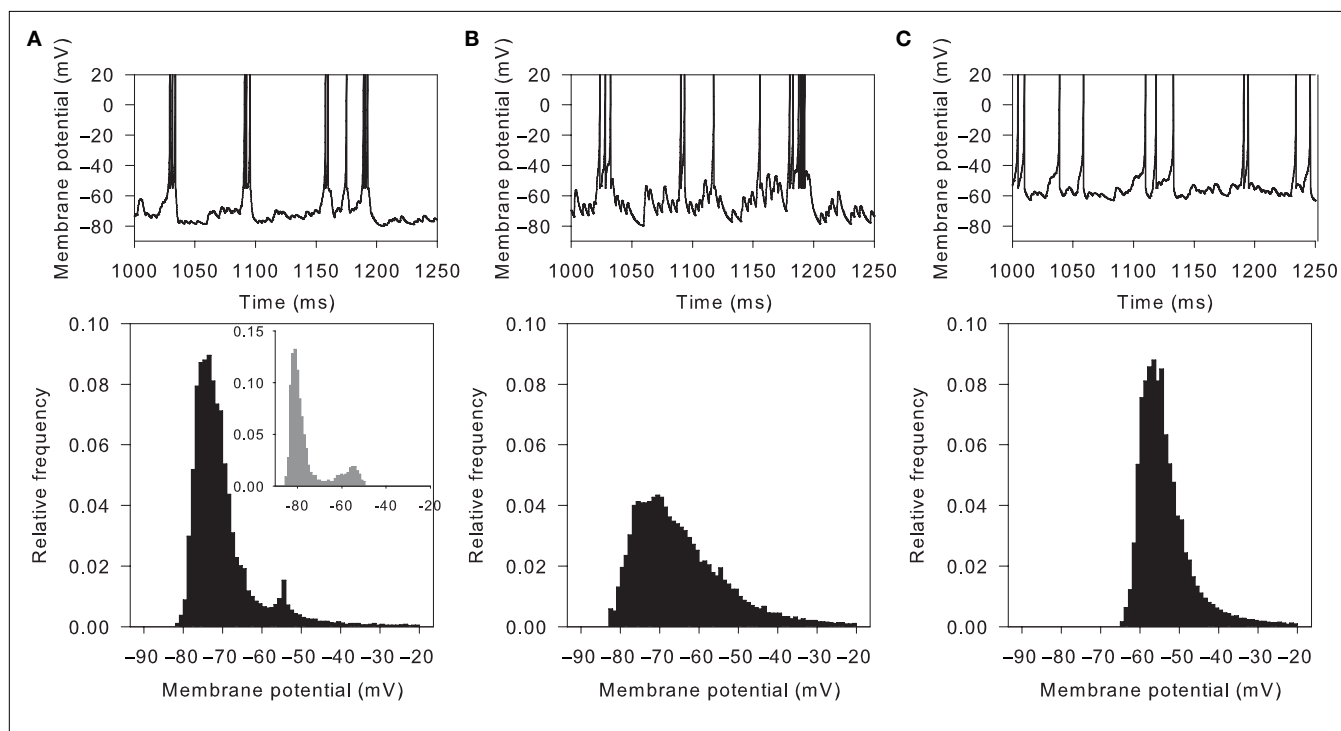 A
Membrane potential (mV)
20
0
−20
−40
−60
−80
1000 1050 1100 1150 1200 1250
Time (ms)
B
Membrane potential (mV)
20
0
−20
−40
−60
−80
1000 1050 1100 1150 1200 1250
Time (ms)
C
Membrane potential (mV)
20
0
−20
−40
−60
−80
1000 1050 1100 1150 1200 1250
Time (ms)
Relative frequency
0.10
0.08
0.06
0.04
0.02
0.00
−90 −80 −70 −60 −50 −40 −30 −20
Membrane potential (mV)
0.15
0.10
0.05
0.00
-80 -60 -40 -20
Relative frequency
0.10
0.08
0.06
0.04
0.02
0.00
−90 −80 −70 −60 −50 −40 −30 −20
Membrane potential (mV)
Relative frequency
0.10
0.08
0.06
0.04
0.02
0.00
−90 −80 −70 −60 −50 −40 −30 −20
Membrane potential (mV)